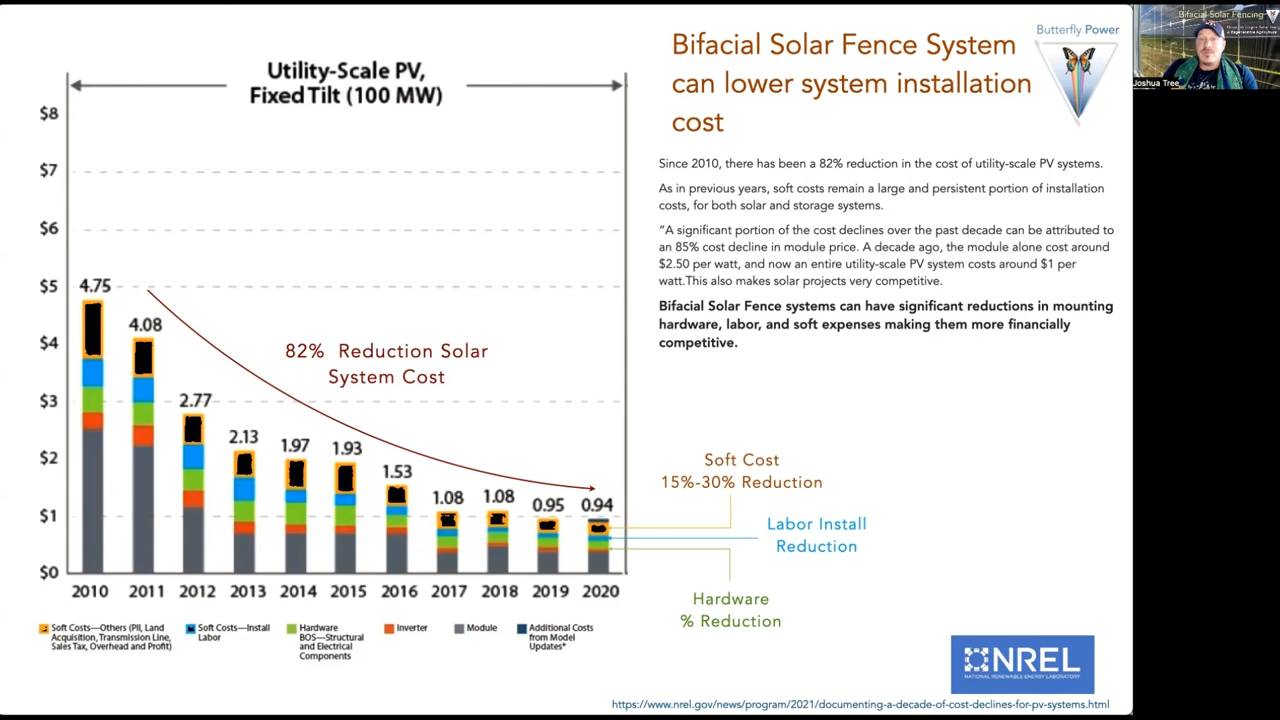 Utility-Scale PV,
Fixed Tilt (100 MW)
$8
$7
$6
$5
$4
$3
$2
$1
$0
4.75
4.08
2.77
2.13
1.97
1.93
1.53
1.08
1.08
0.95
0.94
82% Reduction Solar
System Cost
2010 2011 2012 2013 2014 2015 2016 2017 2018 2019 2020
Soft Costs—Others (PII, Land
Acquisition, Transmission Line,
Sales Tax, Overhead and Profit)
Soft Costs—Install
Labor
Hardware
BOS—Structural
and Electrical
Components
Inverter
Module
Additional Costs
from Model
Updates*
Bifacial Solar Fence System
can lower system installation
cost
Butterfly Power
Since 2010, there has been a 82% reduction in the cost of utility-scale PV systems.
As in previous years, soft costs remain a large and persistent portion of installation
costs, for both solar and storage systems.
“A significant portion of the cost declines over the past decade can be attributed to
an 85% cost decline in module price. A decade ago, the module alone cost around
$2.50 per watt, and now an entire utility-scale PV system costs around $1 per
watt.This also makes solar projects very competitive.
Bifacial Solar Fence systems can have significant reductions in mounting
hardware, labor, and soft expenses making them more financially
competitive.
Soft Cost
15%-30% Reduction
Labor Install
Reduction
Hardware
% Reduction
NREL
NATIONAL RENEWABLE ENERGY LABORATORY
https://www.nrel.gov/news/program/2021/documenting-a-decade-of-cost-declines-for-pv-systems.html
Bifacial Solar Fencing
Joshua Tree